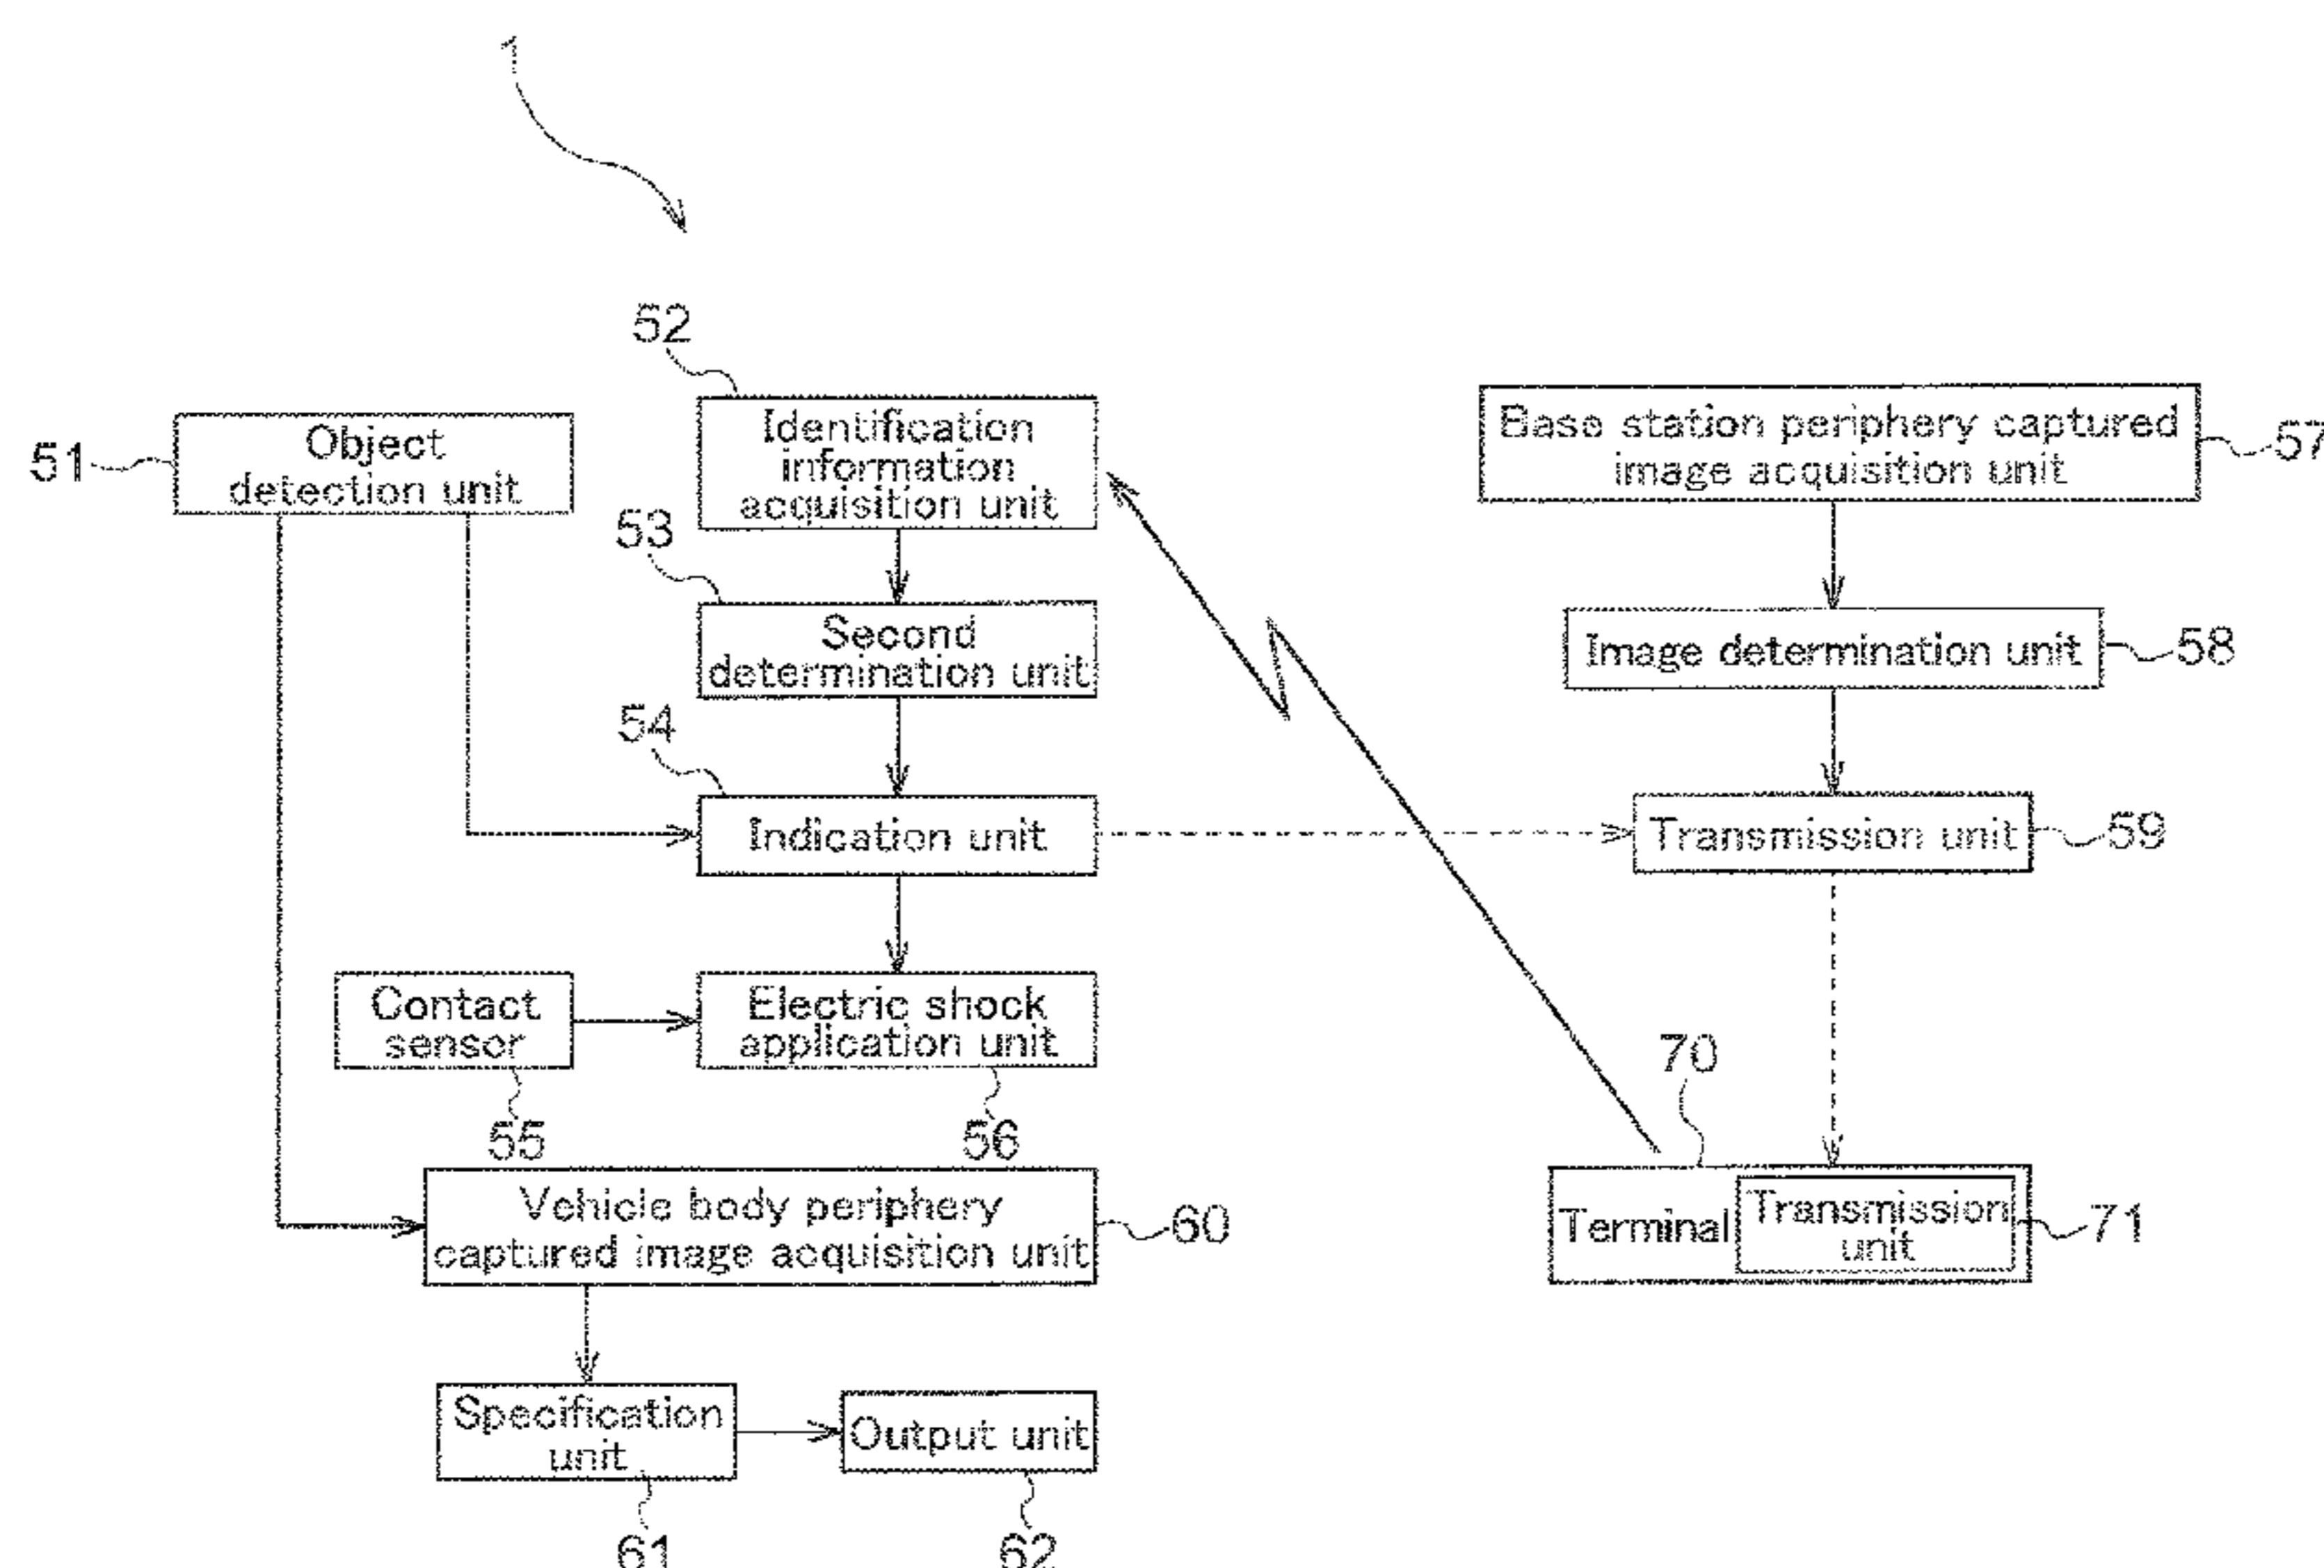 1
52
Identification
information
acquisition unit
51
Object
detection unit
53
Second
determination unit
54
Indication unit
Contact
sensor
55
Electric shock
application unit
56
Vehicle body periphery
captured image acquisition unit
60
Specification
unit
61
Output unit
62
Base station periphery captured
image acquisition unit
57
Image determination unit
58
Transmission unit
59
70
Terminal
Transmission
unit
71